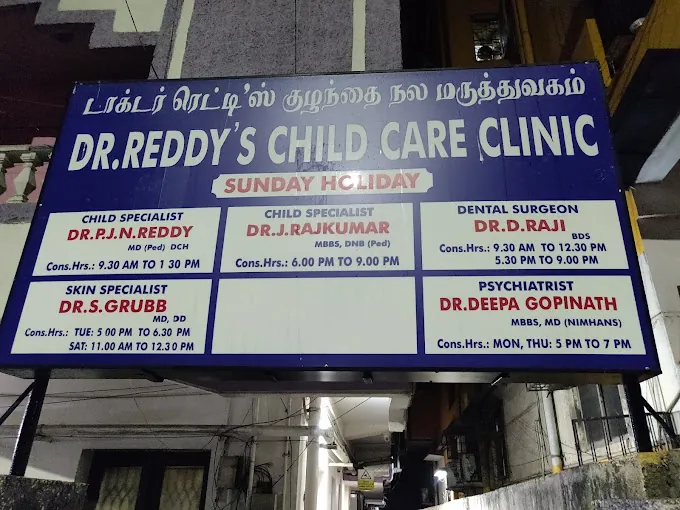 டாக்டர் ரெட்டி'ஸ் குழந்தை நல மருத்துவகம்
DR.REDDY'S CHILD CARE CLINIC
SUNDAY HOLIDAY
CHILD SPECIALIST
DR.P.J.N.REDDY
MD (Ped) DCH
Cons.Hrs.: 9.30 AM TO 1 30 PM
CHILD SPECIALIST
DR.J.RAJKUMAR
MBBS, DNB (Ped)
Cons.Hrs.: 6.00 PM TO 9.00 PM
DENTAL SURGEON
DR.D.RAJI
BDS
Cons.Hrs.: 9.30 AM TO 12.30 PM
5.30 PM TO 9.00 PM
SKIN SPECIALIST
DR.S.GRUBB
MD, DD
Cons.Hrs.: TUE: 5 00 PM TO 6.30 PM
SAT: 11.00 AM TO 12.30 PM
PSYCHIATRIST
DR.DEEPA GOPINATH
MBBS, MD (NIMHANS)
Cons.Hrs.: MON, THU: 5 PM TO 7 PM